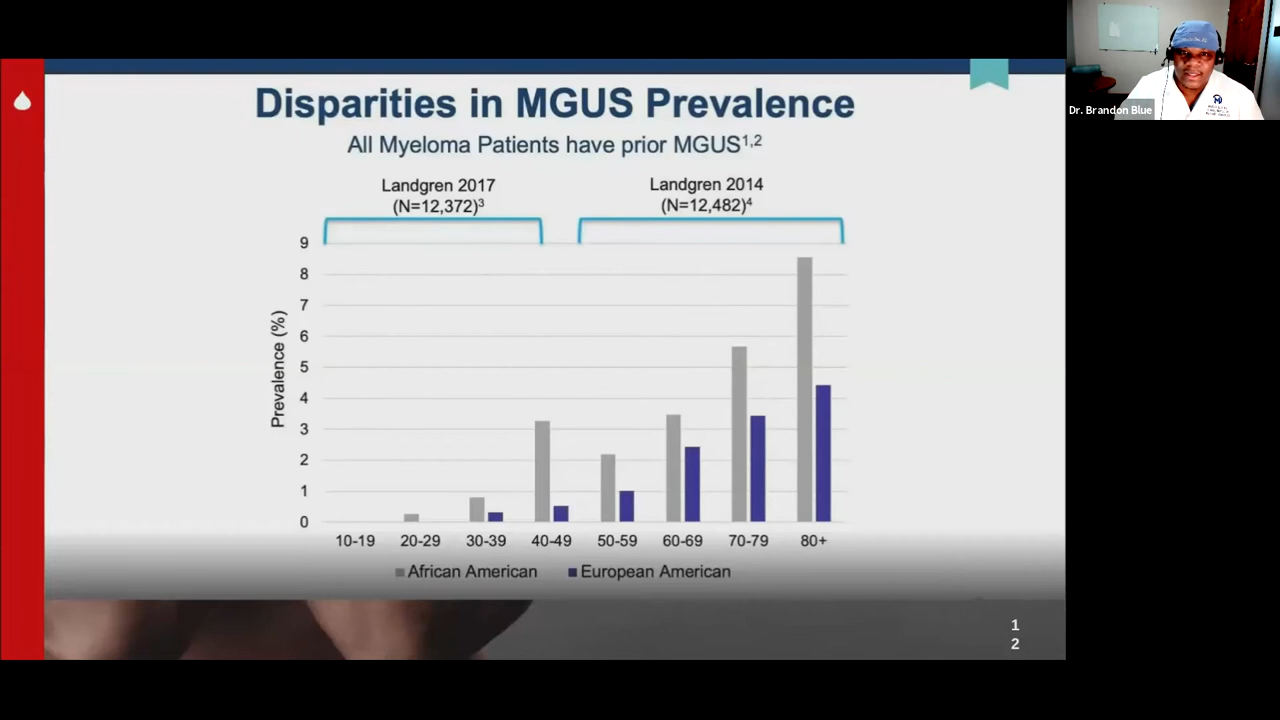 Disparities in MGUS Prevalence
All Myeloma Patients have prior MGUS1,2
Landgren 2017
(N=12,372)3
Landgren 2014
(N=12,482)4
9
8
7
6
5
4
3
2
1
0
Prevalence (%)
10-19 20-29 30-39 40-49 50-59 60-69 70-79 80+
African American European American
1
2
Dr. Brandon Blue